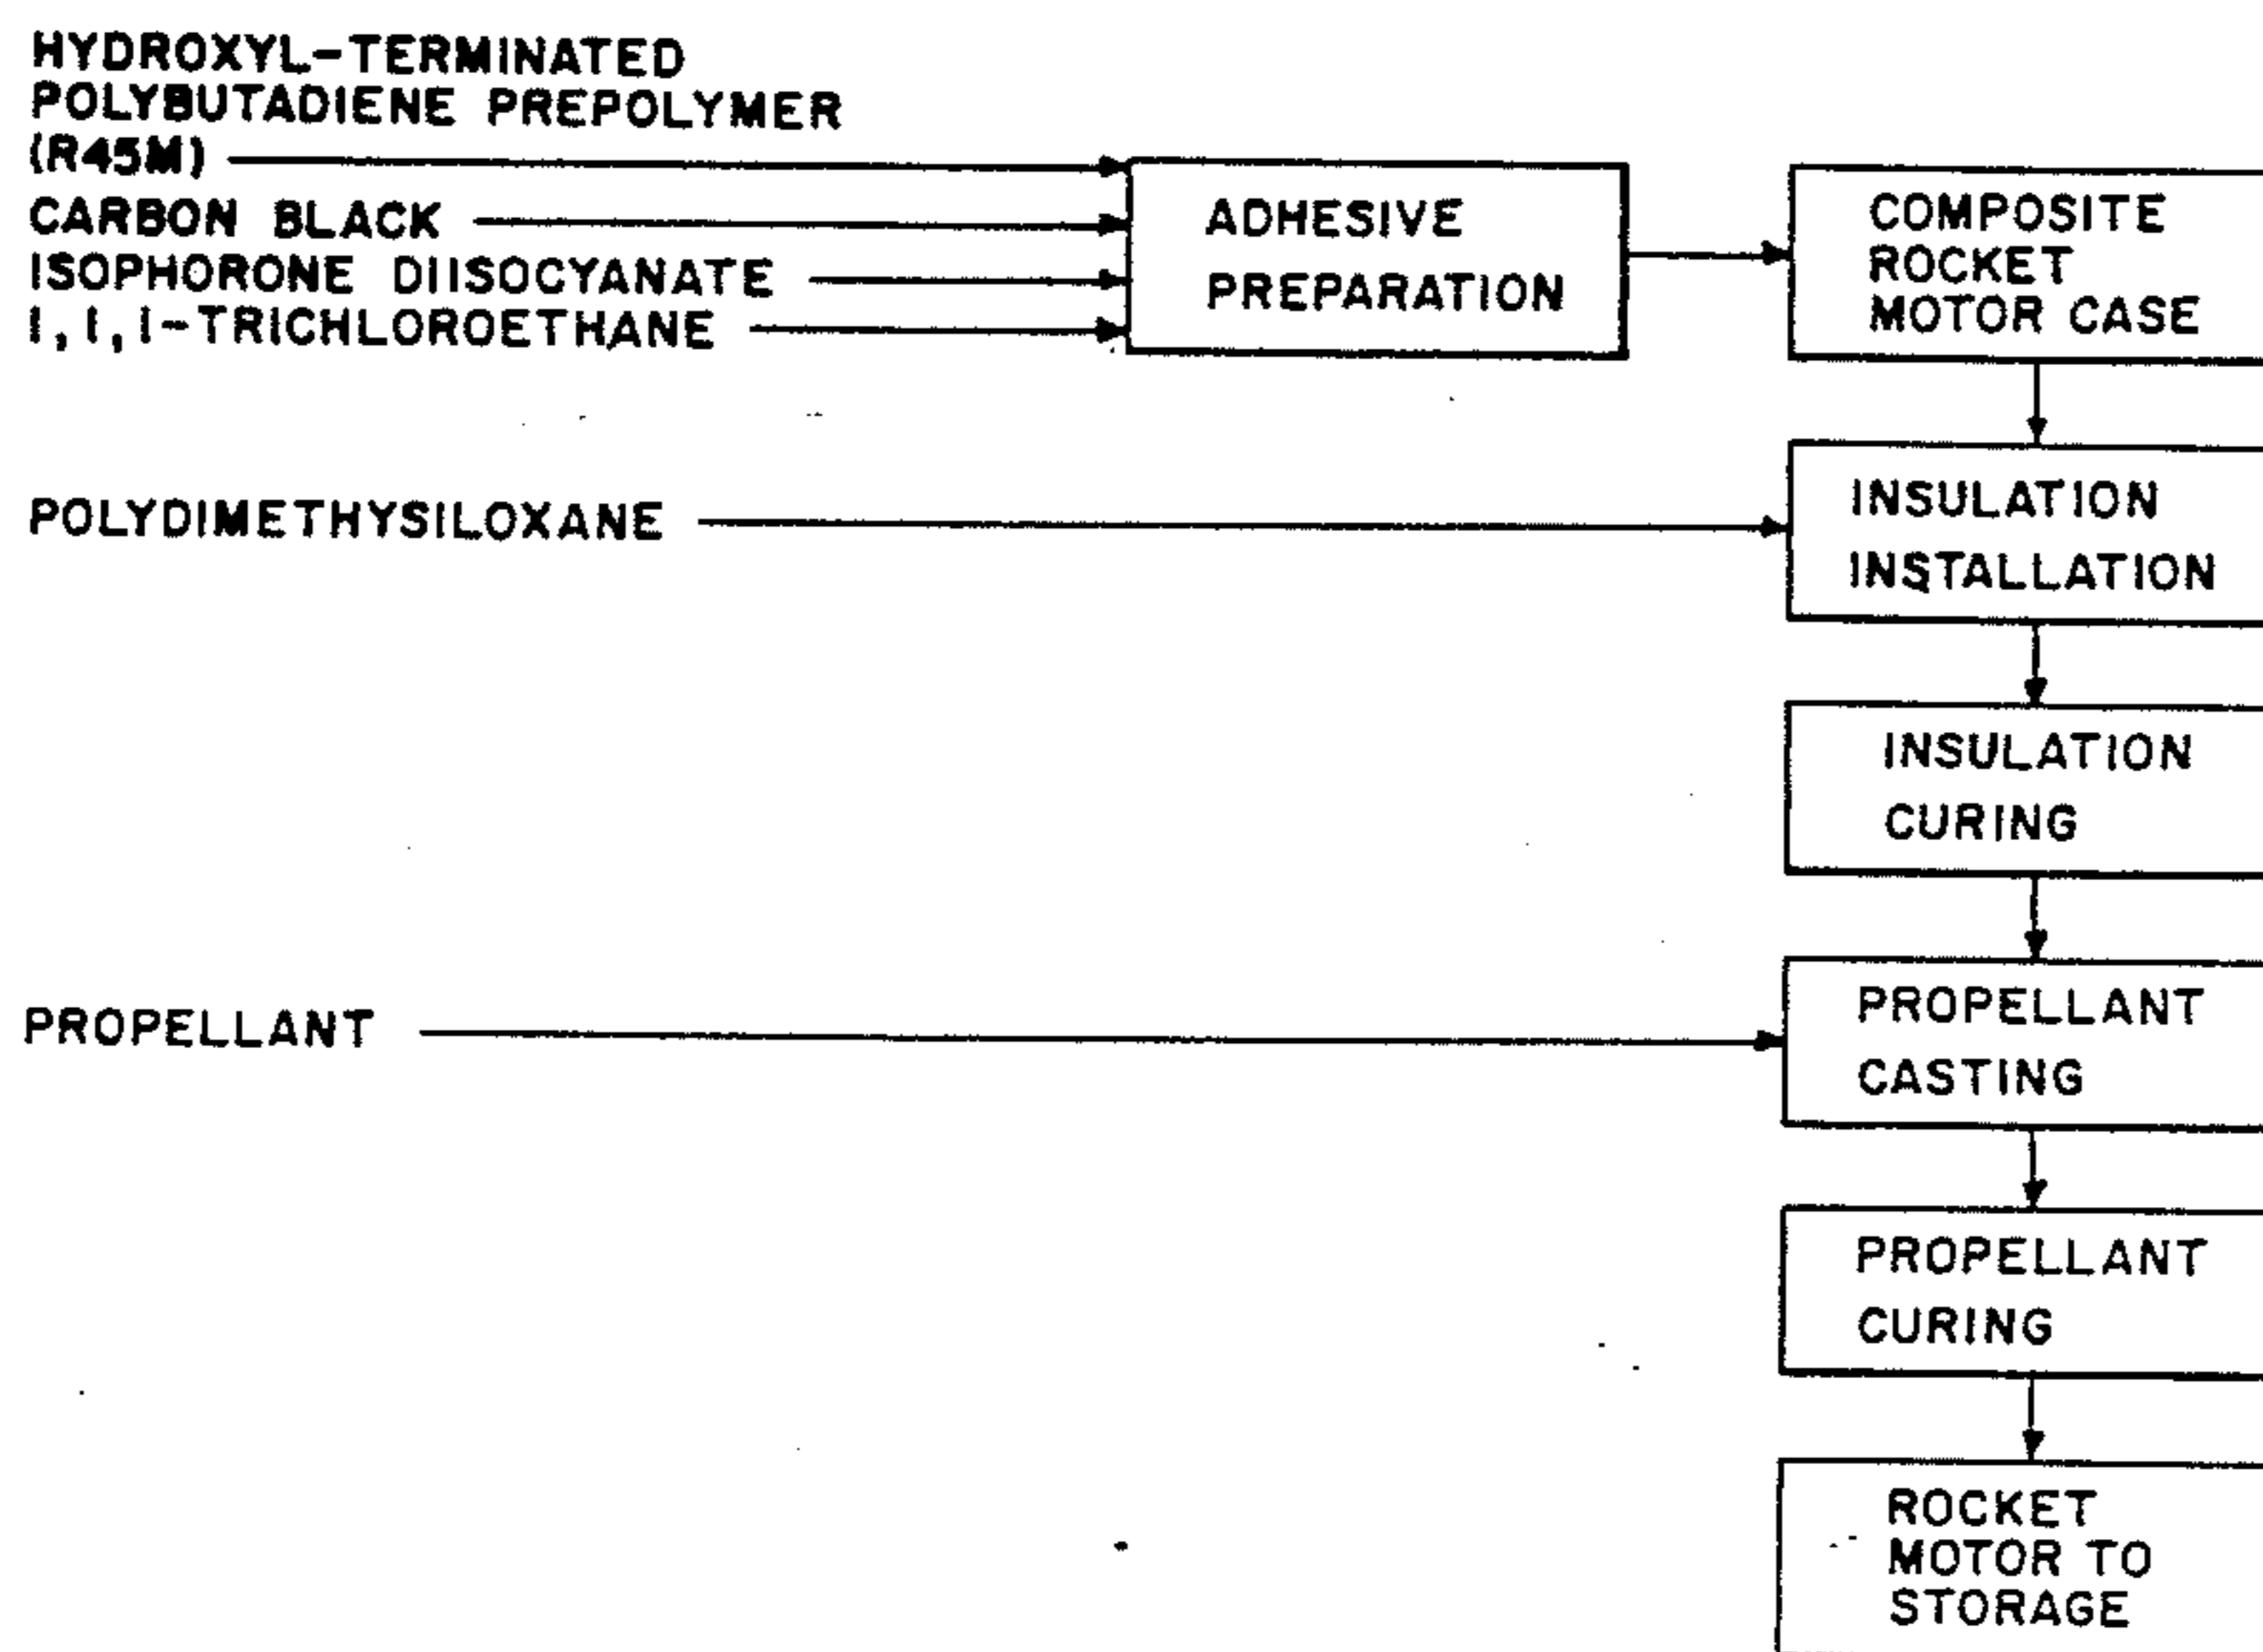 HYDROXYL-TERMINATED
POLYBUTADIENE PREPOLYMER
(R45M)
CARBON BLACK
ISOPHORONE DIISOCYANATE
1,1,1-TRICHLOROETHANE
ADHESIVE
PREPARATION
COMPOSITE
ROCKET
MOTOR CASE
POLYDIMETHYSILOXANE
INSULATION
INSTALLATION
INSULATION
CURING
PROPELLANT
PROPELLANT
CASTING
PROPELLANT
CURING
ROCKET
MOTOR TO
STORAGE